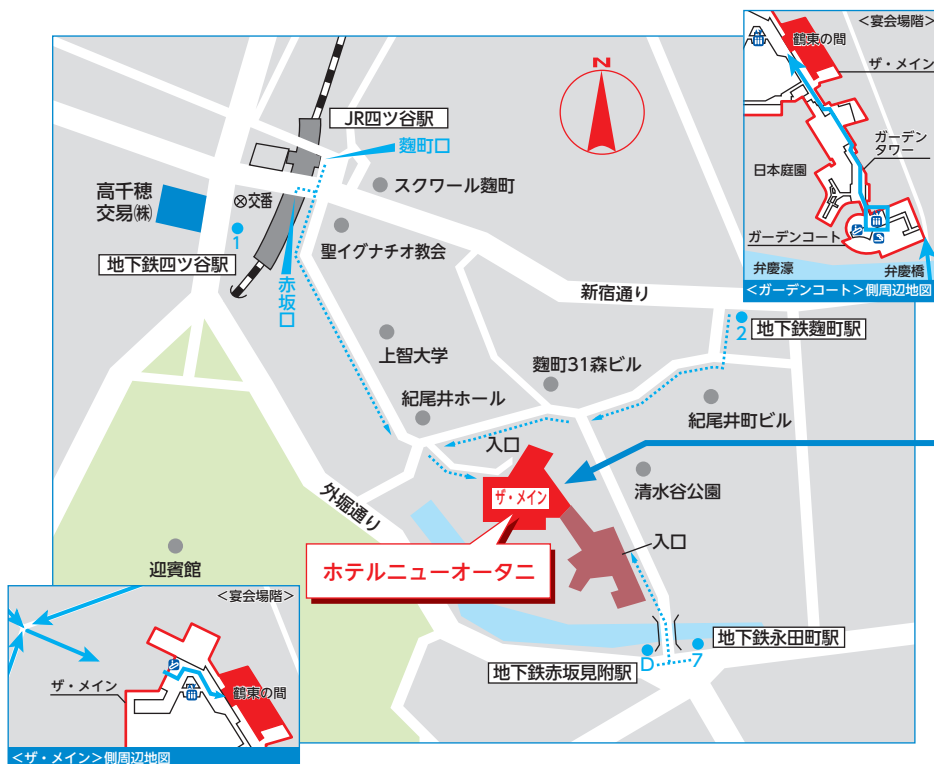 <宴会場階>
鶴東の間
ザ・メイン
ガーデン
タワー
日本庭園
ガーデンコート
弁慶濠
弁慶橋
<ガーデンコート>側周辺地図
N
JR四ツ谷駅
麴町口
スクワール麴町
高千穂
交易㈱
交番
1
聖イグナチオ教会
地下鉄四ツ谷駅
赤坂口
新宿通り
2
地下鉄麴町駅
上智大学
麴町31森ビル
紀尾井ホール
紀尾井町ビル
入口
清水谷公園
ザ・メイン
外堀通り
入口
迎賓館
ホテルニューオータニ
地下鉄永田町駅
D
7
地下鉄赤坂見附駅
<宴会場階>
ザ・メイン
鶴東の間
<ザ・メイン>側周辺地図